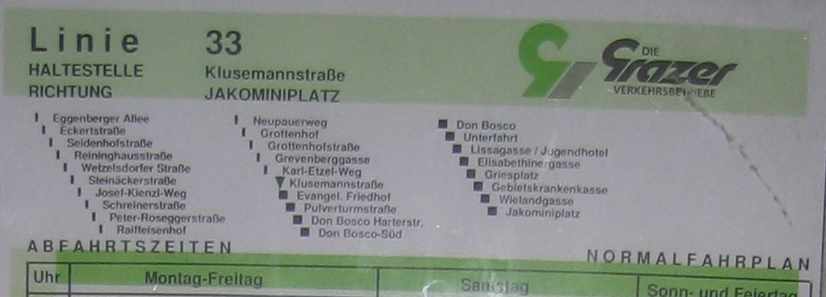 Linie 33
HALTESTELLE Klusemannstraße
RICHTUNG JAKOMINIPLATZ
DIE
Grazer
VERKEHRSBETRIEBE
Eggenberger Allee
Eckertstraße
Seidenhofstraße
Reininghausstraße
Wetzelsdorfer Straße
Steinäckerstraße
Josef-Kienzl-Weg
Schreinerstraße
Peter-Roseggerstraße
Raiffeisenhof
Neupauerweg
Grottenhof
Grottenhofstraße
Grevenberggasse
Karl-Etzel-Weg
Klusemannstraße
Evangel. Friedhof
Pulverturmstraße
Don Bosco Harterstr.
Don Bosco-Süd
Don Bosco
Unterfahrt
Lissagasse / Jugendhotel
Elisabethinergasse
Griesplatz
Gebietskrankenkasse
Wielandgasse
Jakominiplatz
ABFAHRTSZEITEN NORMALFAHRPLAN
Uhr Montag-Freitag Samstag Sonn- und Feiertag